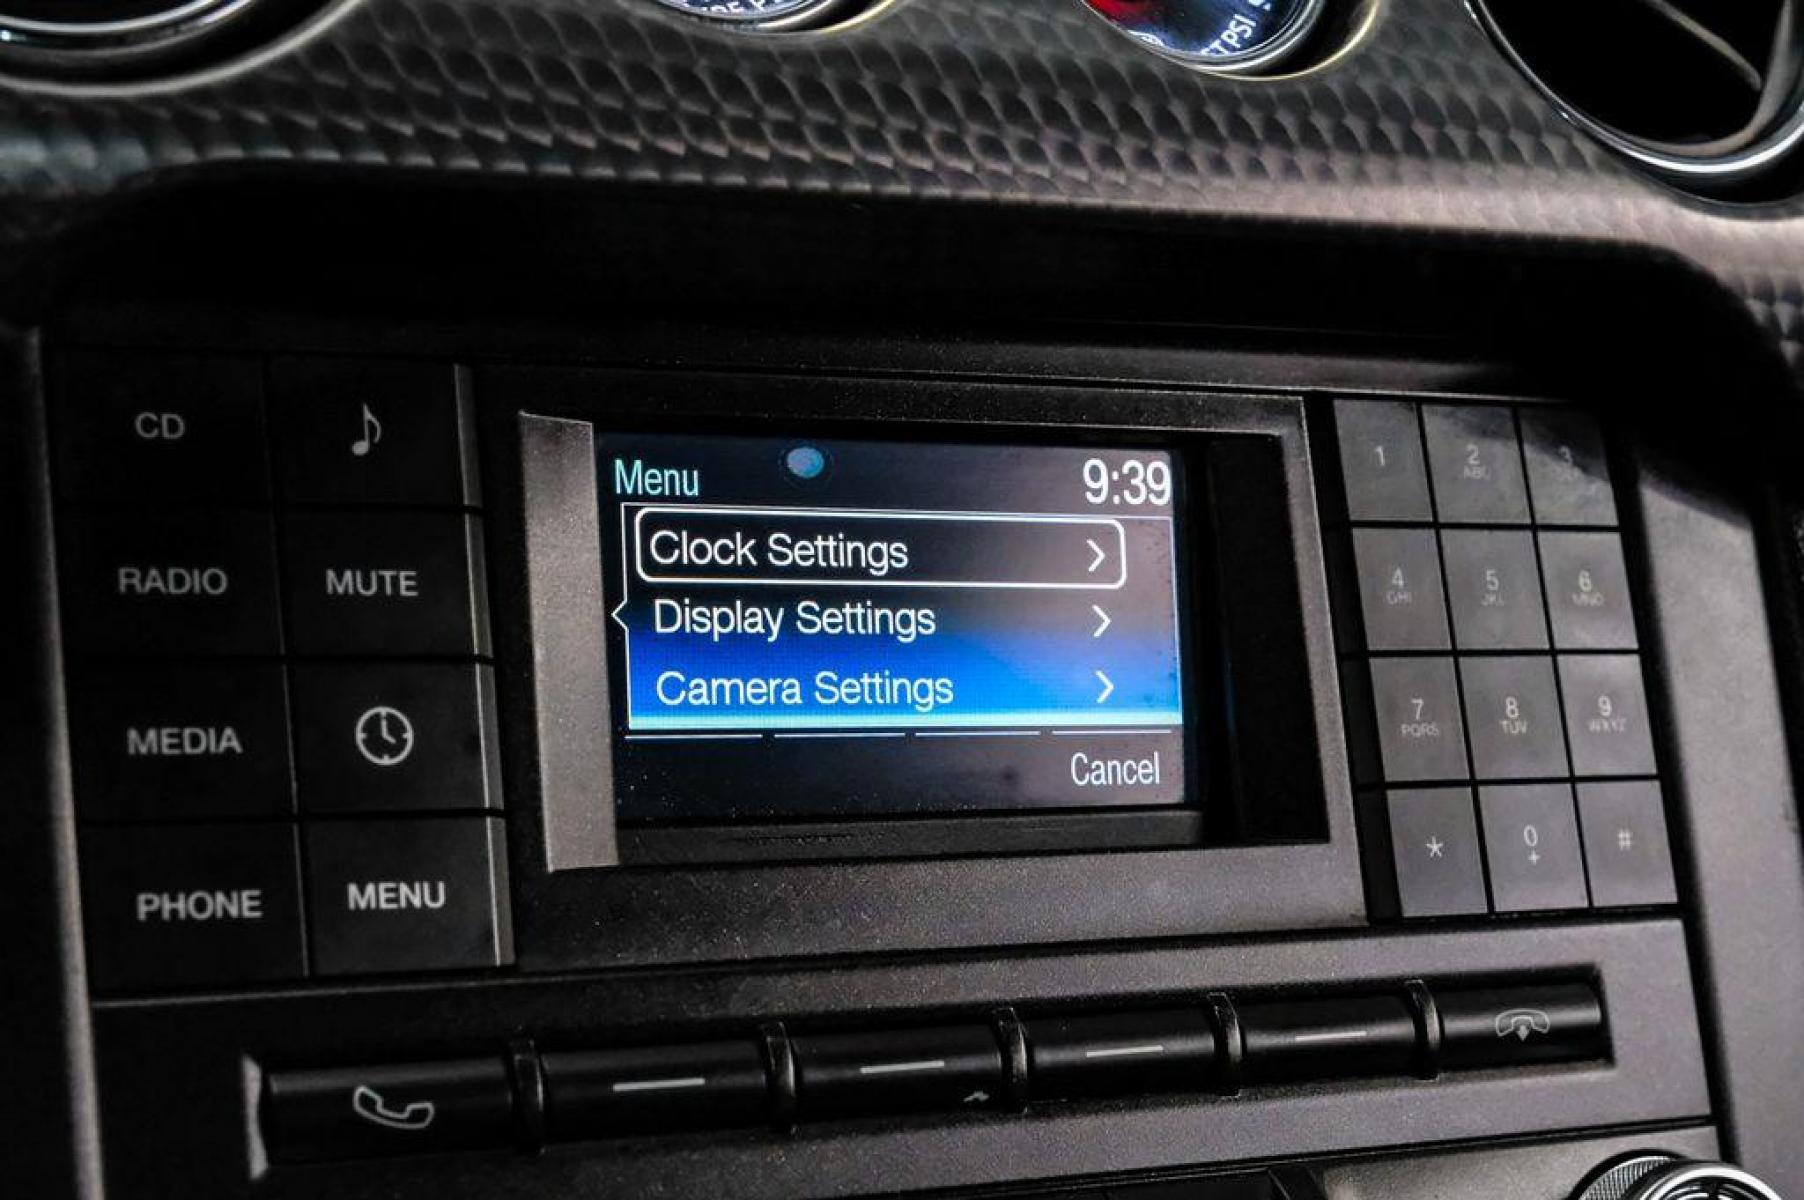 PSI
CD
RADIO
MUTE
MEDIA
PHONE
MENU
Menu
9:39
Clock Settings
Display Settings
Camera Settings
Cancel
1
2
ABC
3
4
GHI
5
JKL
6
MNO
7
PQRS
8
TUV
9
WXYZ
*
0
+
#